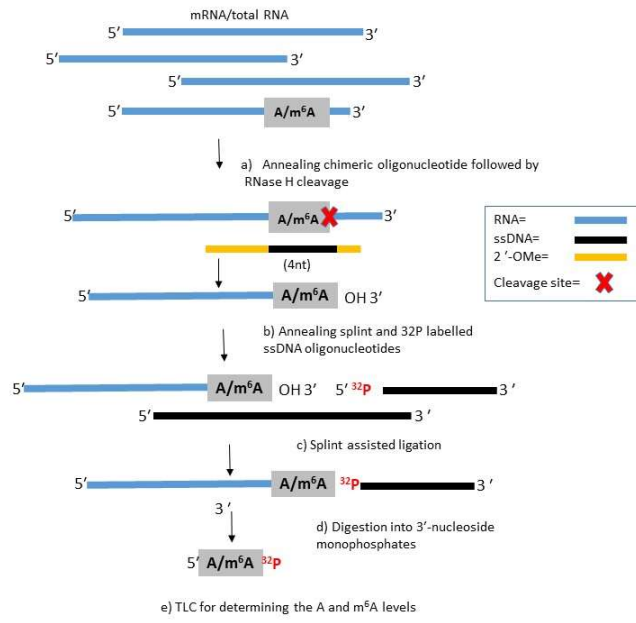 mRNA/total RNA
5′ 3′
5′ 3′
5′ 3′
5′ A/m⁶A 3′
a) Annealing chimeric oligonucleotide followed by
RNase H cleavage
5′ A/m⁶A 3′
(4nt)
RNA=
ssDNA=
2 ′-OMe=
Cleavage site=
5′ A/m⁶A OH 3′
b) Annealing splint and 32P labelled
ssDNA oligonucleotides
5′ A/m⁶A OH 3′ 5′ ³²P 3 ′
5′ 3 ′
c) Splint assisted ligation
5′ A/m⁶A ³²P 3 ′
3 ′
d) Digestion into 3′-nucleoside
monophosphates
5′ A/m⁶A ³²P
e) TLC for determining the A and m⁶A levels